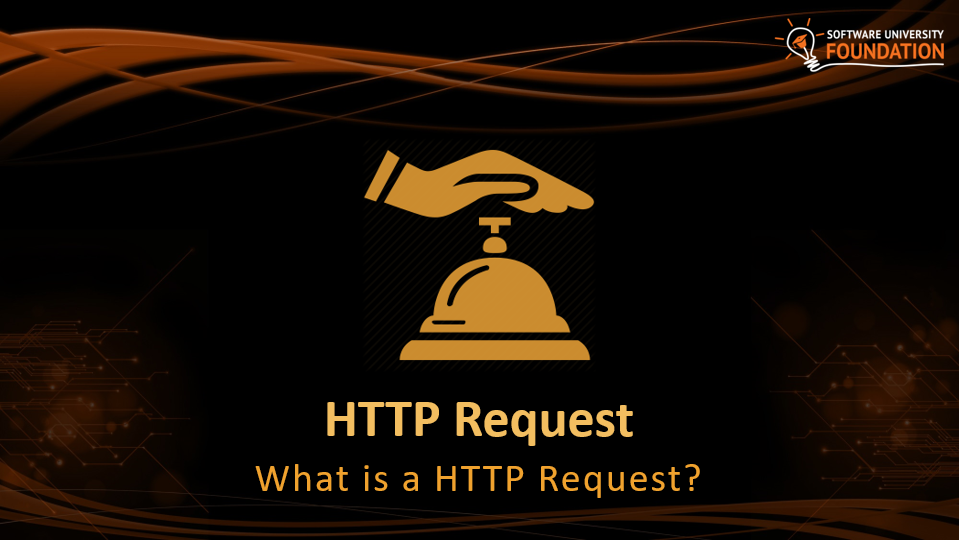 SOFTWARE UNIVERSITY
FOUNDATION
HTTP Request
What is a HTTP Request?